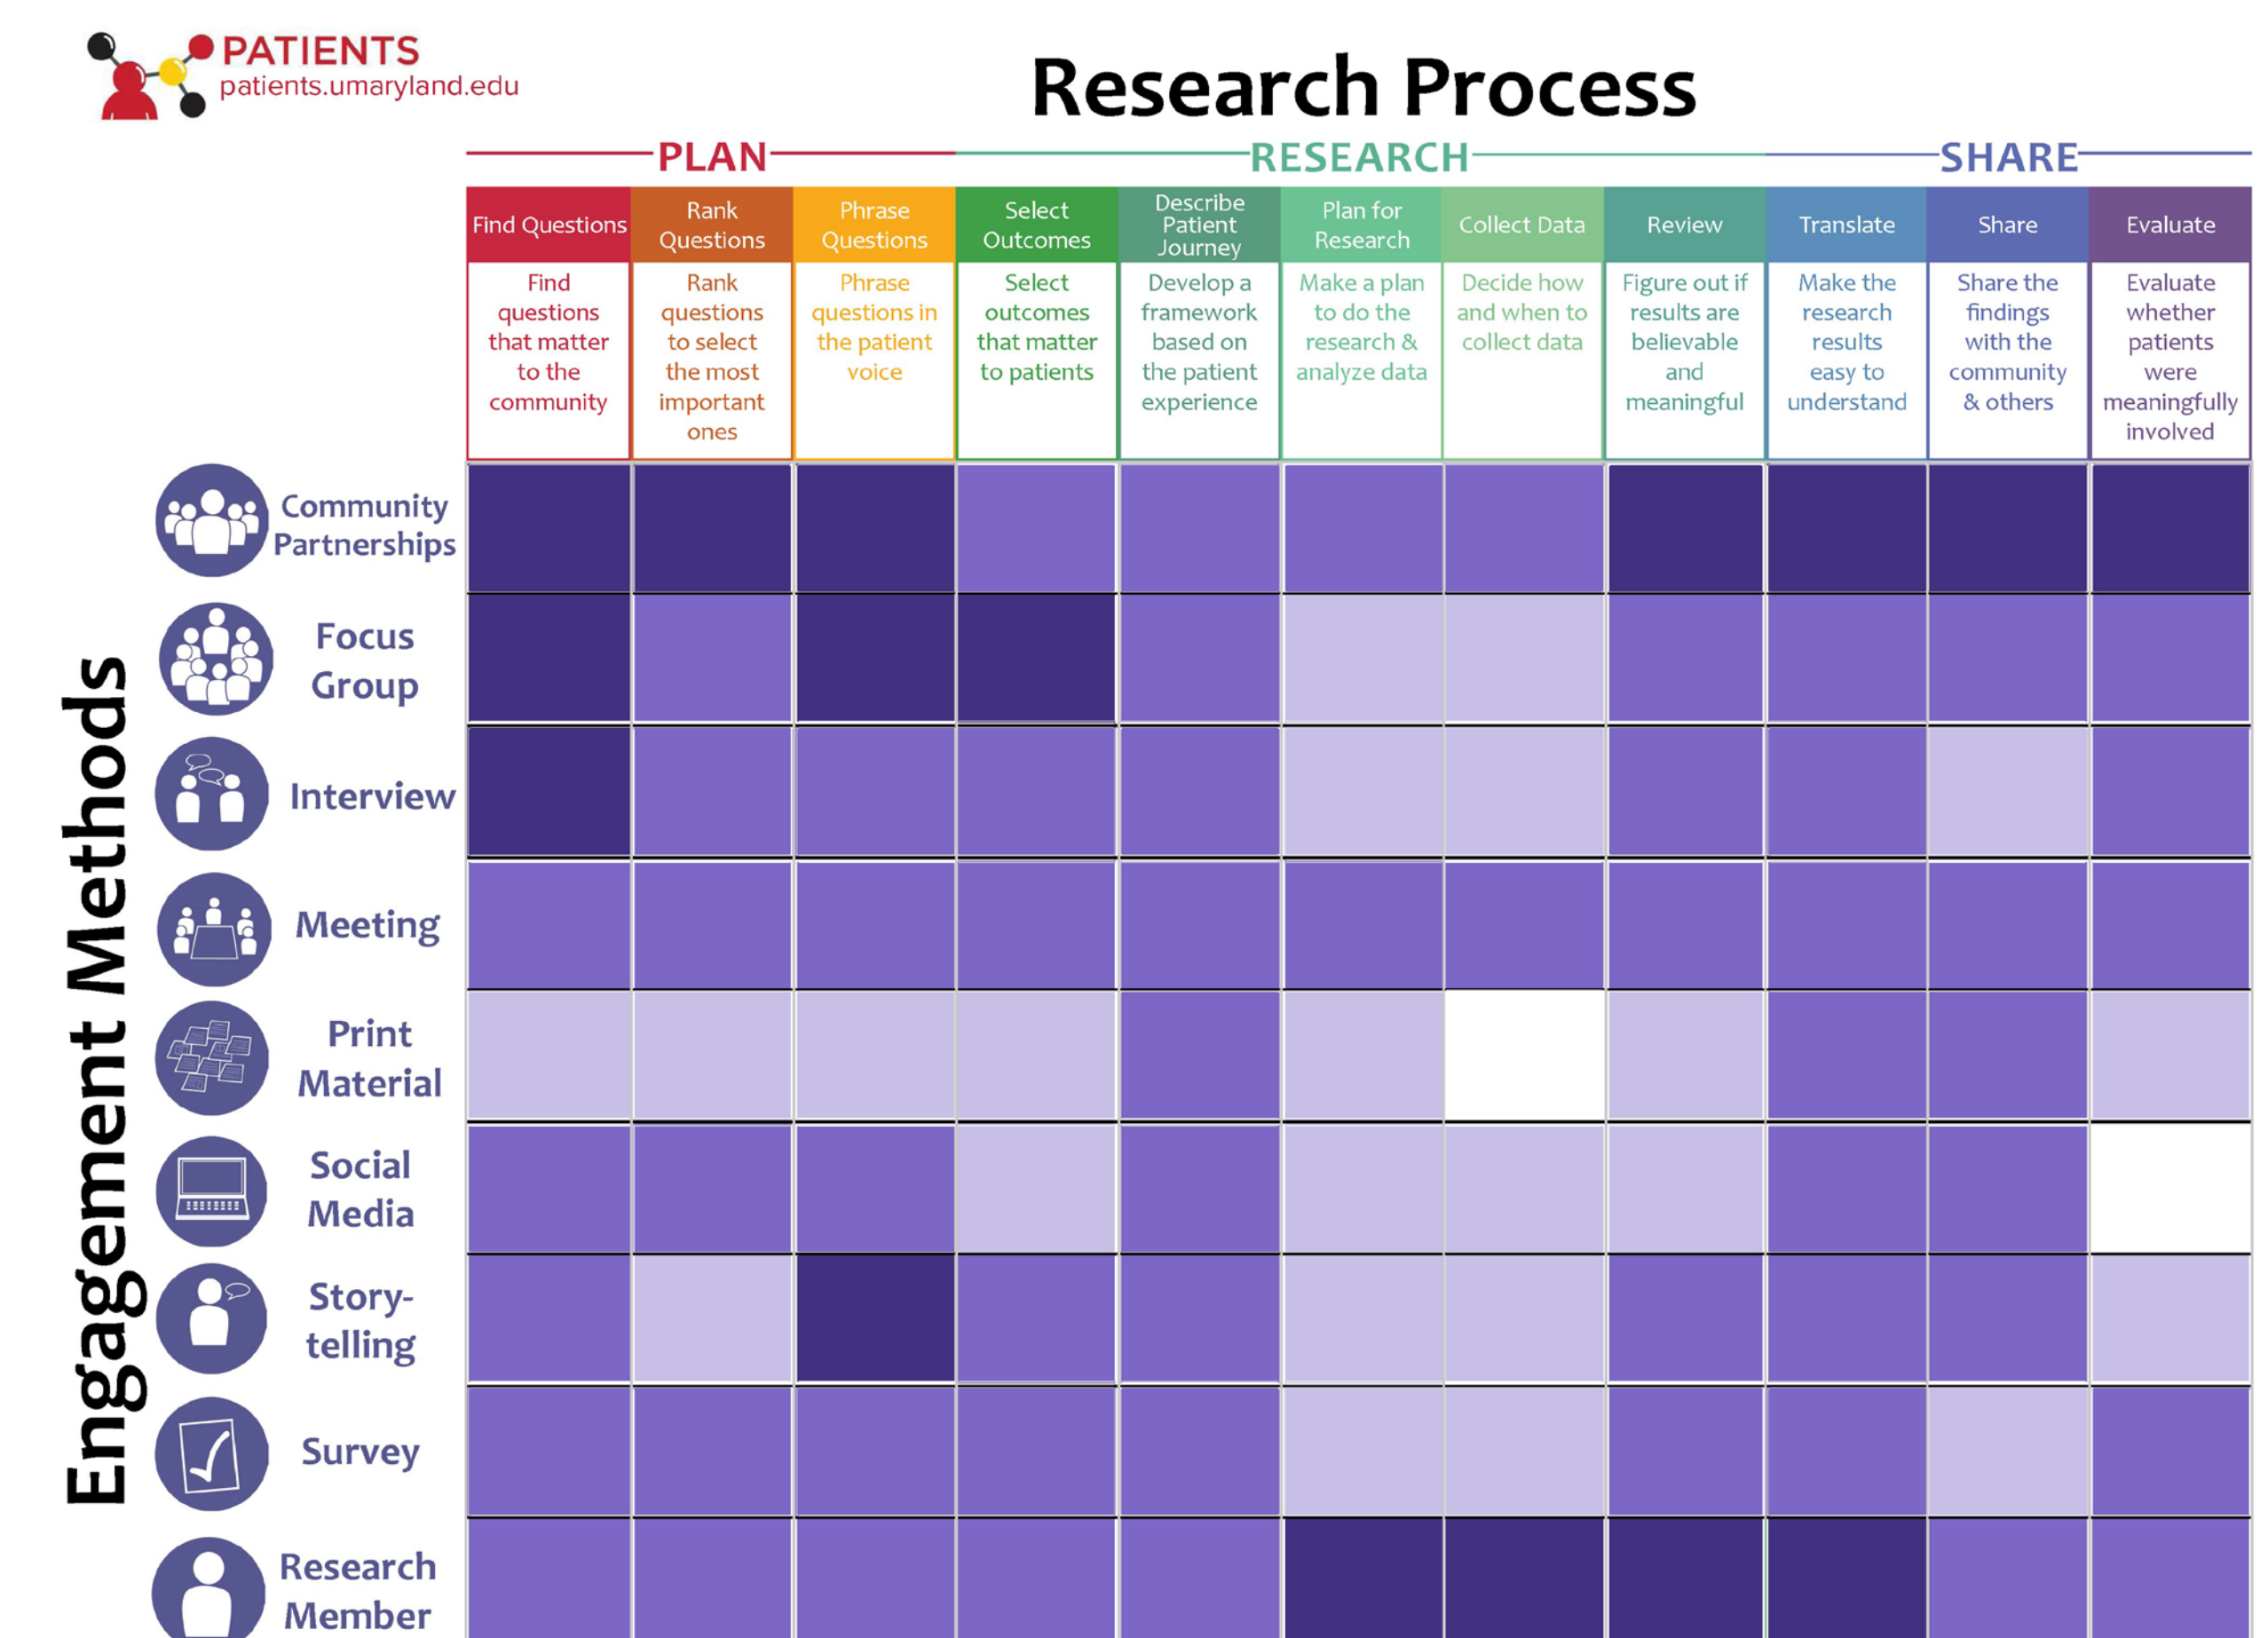 PATIENTS
patients.umaryland.edu
Research Process
PLAN
RESEARCH
SHARE
Find Questions
Rank
Questions
Phrase
Questions
Select
Outcomes
Describe
Patient
Journey
Plan for
Research
Collect Data
Review
Translate
Share
Evaluate
Find
questions
that matter
to the
community
Rank
questions
to select
the most
important
ones
Phrase
questions in
the patient
voice
Select
outcomes
that matter
to patients
Develop a
framework
based on
the patient
experience
Make a plan
to do the
research &
analyze data
Decide how
and when to
collect data
Figure out if
results are
believable
and
meaningful
Make the
research
results
easy to
understand
Share the
findings
with the
community
& others
Evaluate
whether
patients
were
meaningfully
involved
Engagement Methods
Community
Partnerships
Focus
Group
Interview
Meeting
Print
Material
Social
Media
Story-
telling
Survey
Research
Member